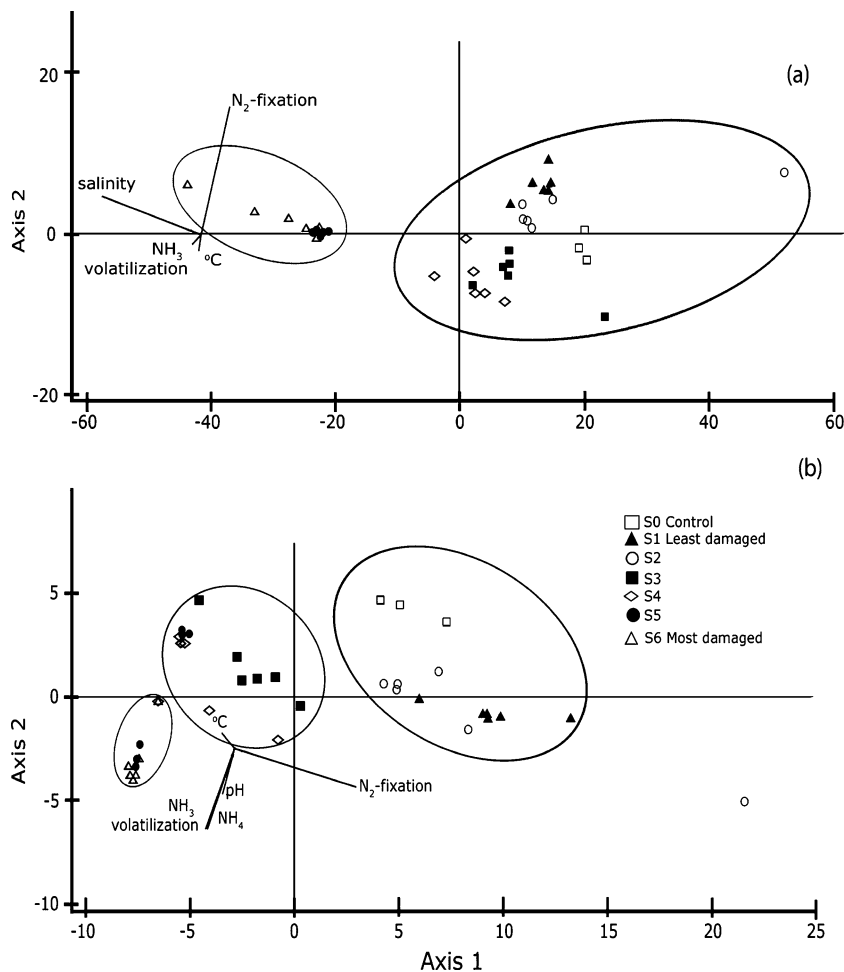 (a)
20
N2-fixation
salinity
Axis 2
0
NH3
volatilization
°C
-20
-60
-40
-20
0
20
40
60
(b)
S0 Control
S1 Least damaged
S2
S3
S4
S5
S6 Most damaged
5
Axis 2
0
°C
N2-fixation
-5
pH
NH3
volatilization
NH4
-10
-10
-5
0
5
10
15
20
25
Axis 1